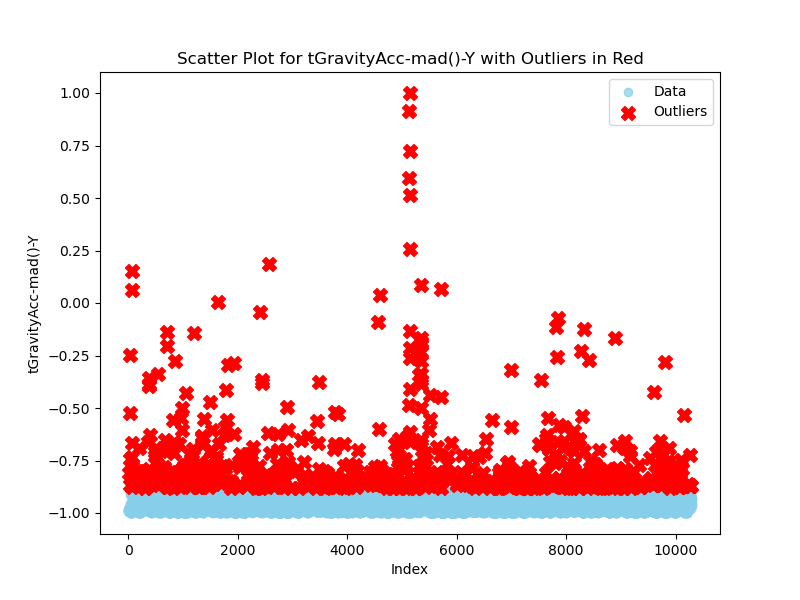 Scatter Plot for tGravityAcc-mad()-Y with Outliers in Red
Data
Outliers
1.00
0.75
0.50
0.25
0.00
−0.25
−0.50
−0.75
−1.00
tGravityAcc-mad()-Y
0 2000 4000 6000 8000 10000
Index